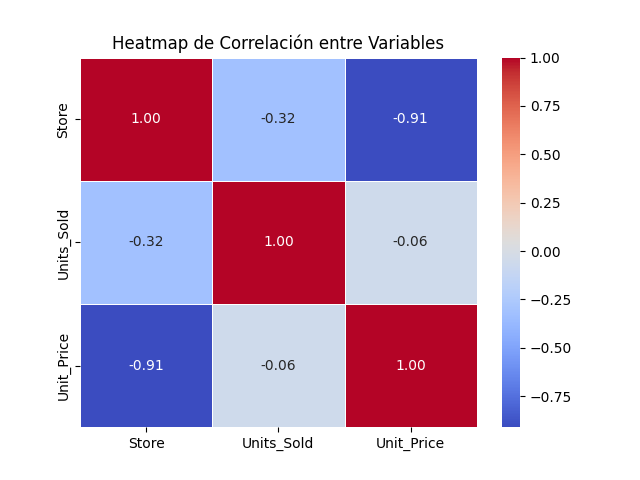 Heatmap de Correlación entre Variables
Store
1.00
-0.32
-0.91
Units_Sold
-0.32
1.00
-0.06
Unit_Price
-0.91
-0.06
1.00
Store
Units_Sold
Unit_Price
1.00
0.75
0.50
0.25
0.00
−0.25
−0.50
−0.75